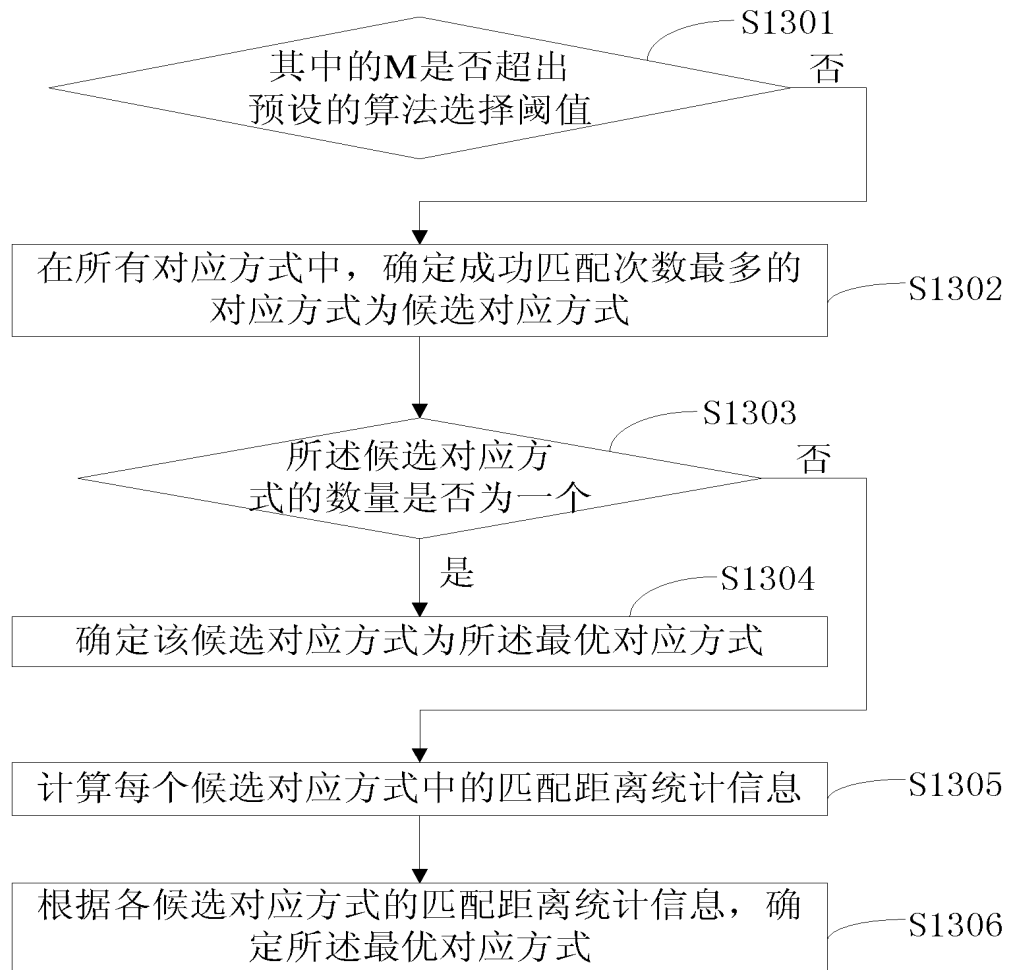 S1301
其中的M是否超出
预设的算法选择阈值
否
在所有对应方式中，确定成功匹配次数最多的
对应方式为候选对应方式
S1302
S1303
所述候选对应方
式的数量是否为一个
否
是
S1304
确定该候选对应方式为所述最优对应方式
计算每个候选对应方式中的匹配距离统计信息
S1305
根据各候选对应方式的匹配距离统计信息，确
定所述最优对应方式
S1306